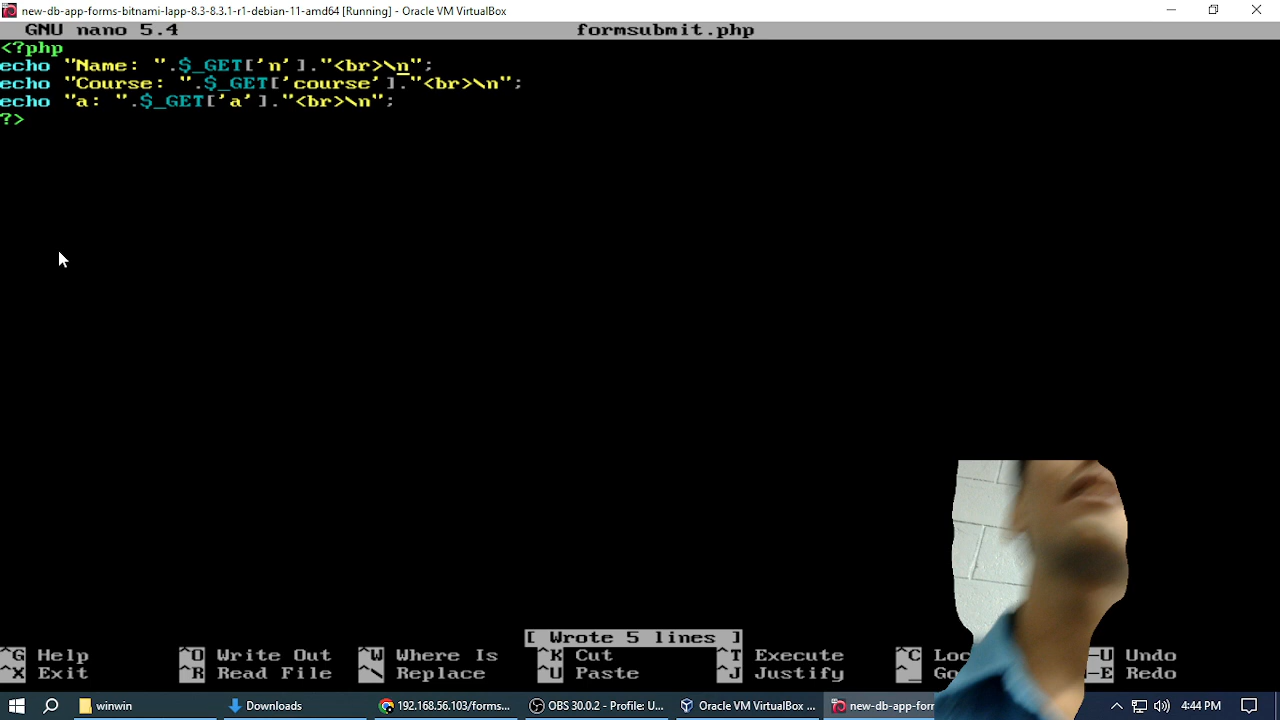 new-db-app-forms-bitnami-lapp-8.3-8.3.1-r1-debian-11-amd64 [Running] - Oracle VM VirtualBox
GNU nano 5.4 formsubmit.php
<?php
echo "Name: ".$_GET['n']."<br>\n";
echo "Course: ".$_GET['course']."<br>\n";
echo "a: ".$_GET['a']."<br>\n";
?>
[ Wrote 5 lines ]
^G Help ^O Write Out ^W Where Is ^K Cut ^T Execute ^C Loc -U Undo
^X Exit ^R Read File ^\ Replace ^U Paste ^J Justify ^_ Go -E Redo
winwin Downloads 192.168.56.103/forms... OBS 30.0.2 - Profile: U... Oracle VM VirtualBox ... new-db-app-form 4:44 PM